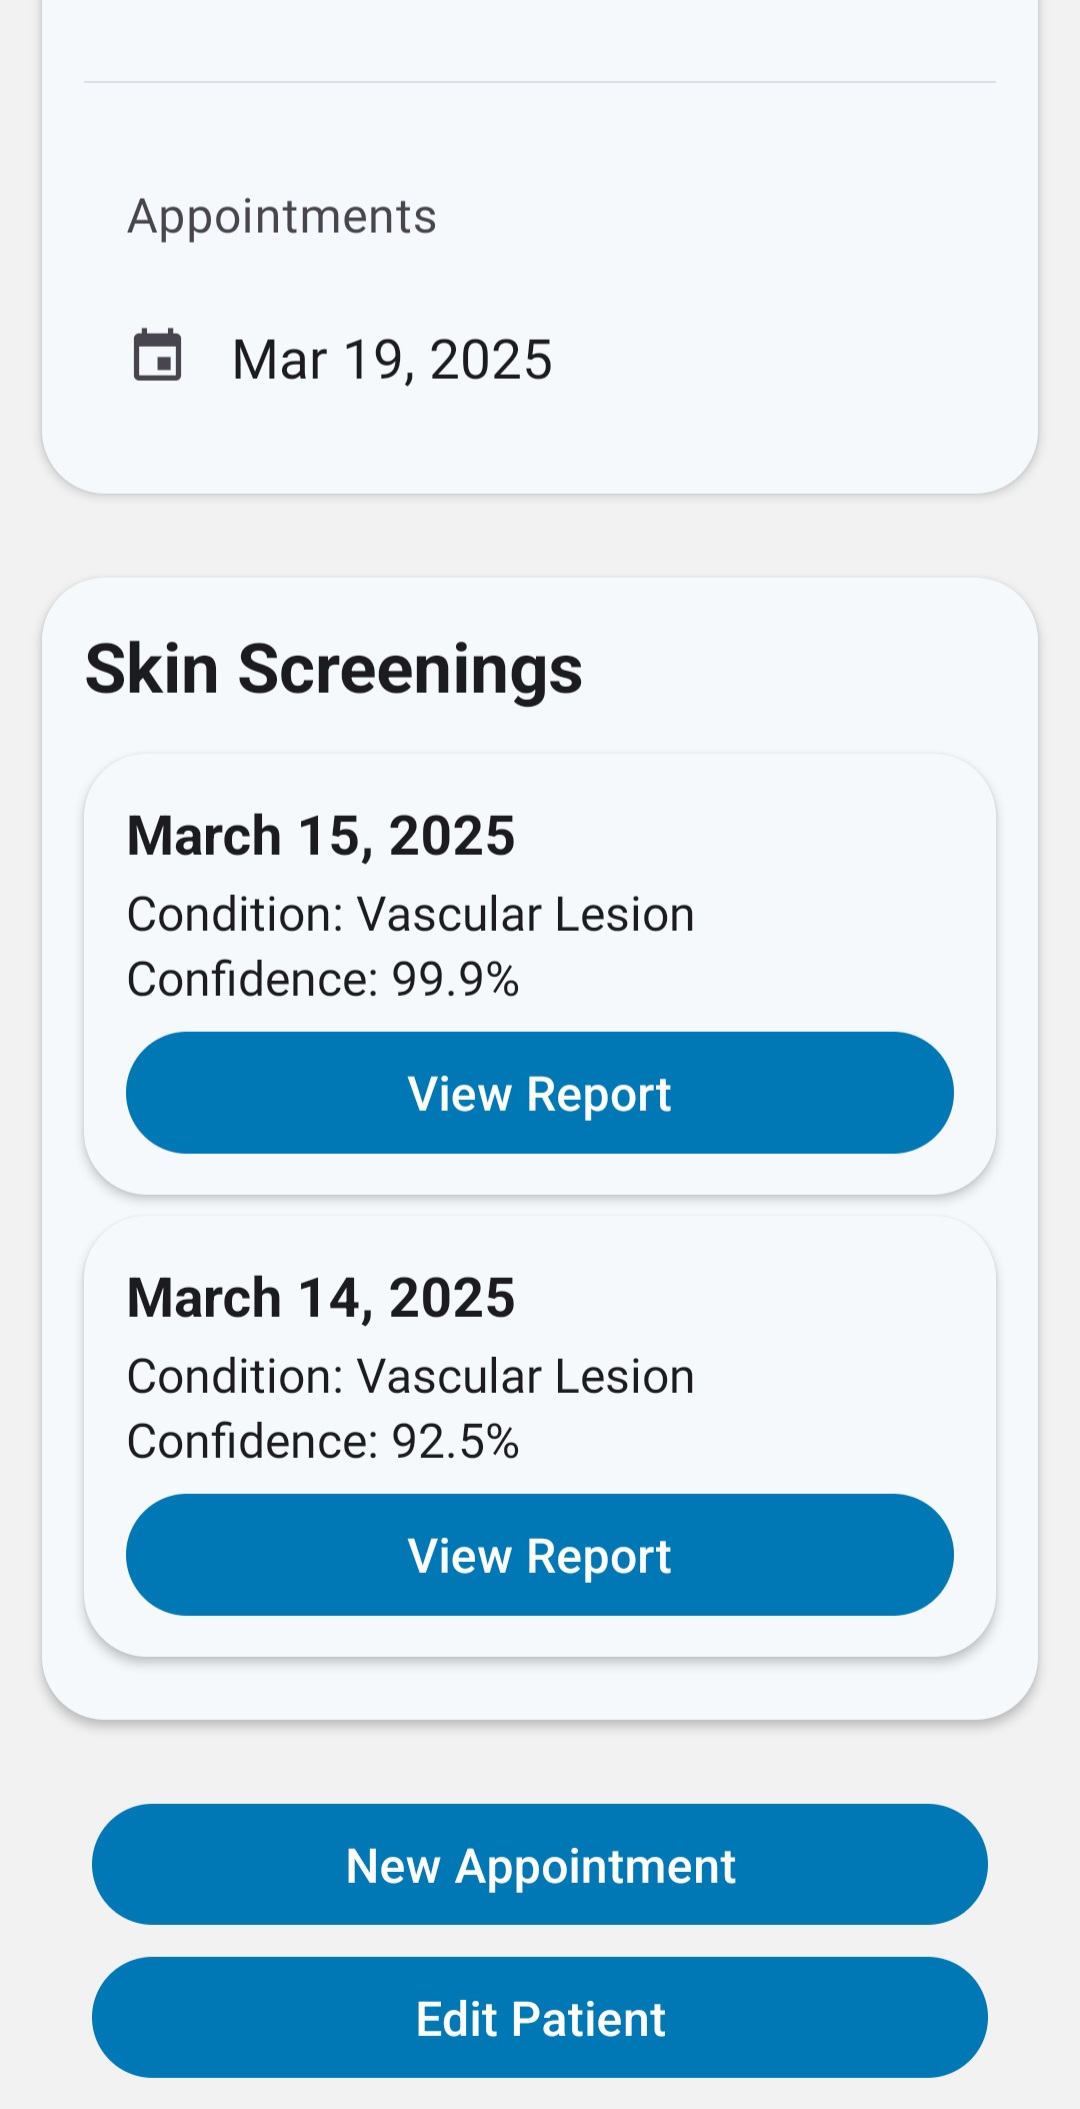 Appointments
Mar 19, 2025
Skin Screenings
March 15, 2025
Condition: Vascular Lesion
Confidence: 99.9%
View Report
March 14, 2025
Condition: Vascular Lesion
Confidence: 92.5%
View Report
New Appointment
Edit Patient